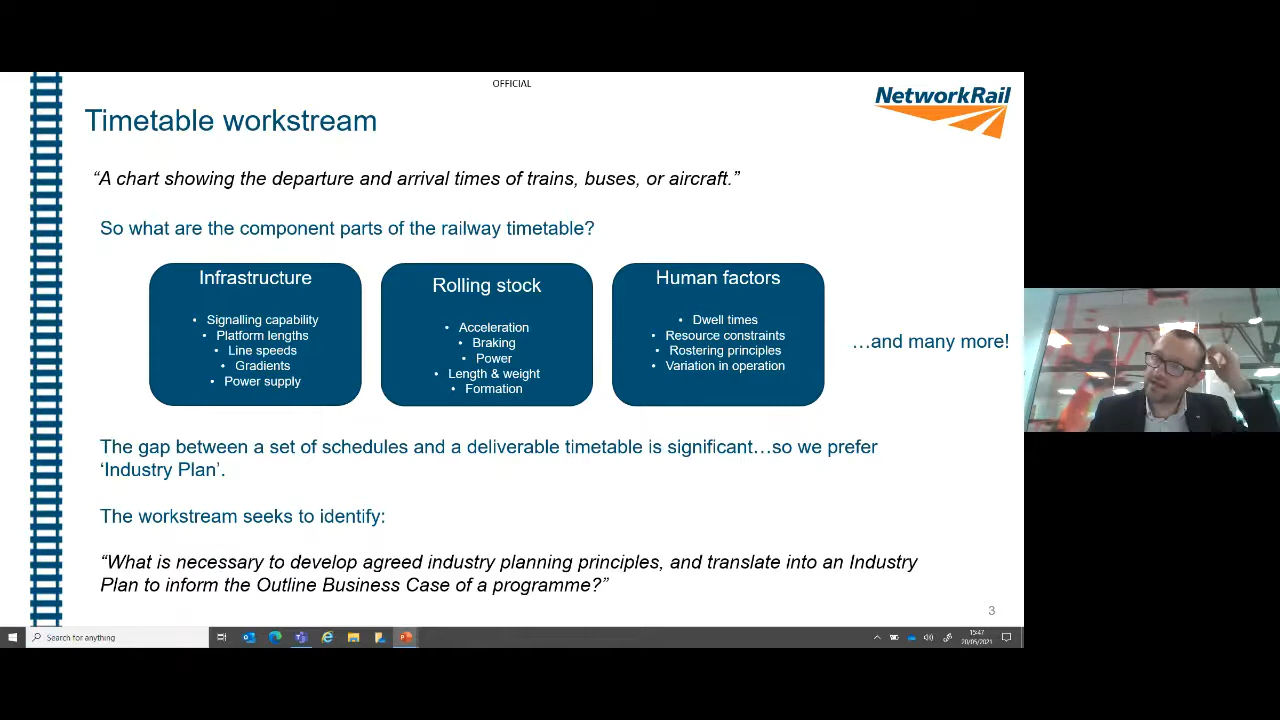 OFFICIAL
NetworkRail
Timetable workstream
“A chart showing the departure and arrival times of trains, buses, or aircraft.”
So what are the component parts of the railway timetable?
Infrastructure
• Signalling capability
• Platform lengths
• Line speeds
• Gradients
• Power supply
Rolling stock
• Acceleration
• Braking
• Power
• Length & weight
• Formation
Human factors
• Dwell times
• Resource constraints
• Rostering principles
• Variation in operation
…and many more!
The gap between a set of schedules and a deliverable timetable is significant…so we prefer
‘Industry Plan’.
The workstream seeks to identify:
“What is necessary to develop agreed industry planning principles, and translate into an Industry
Plan to inform the Outline Business Case of a programme?”
3
Search for anything
15:47
20/05/2021